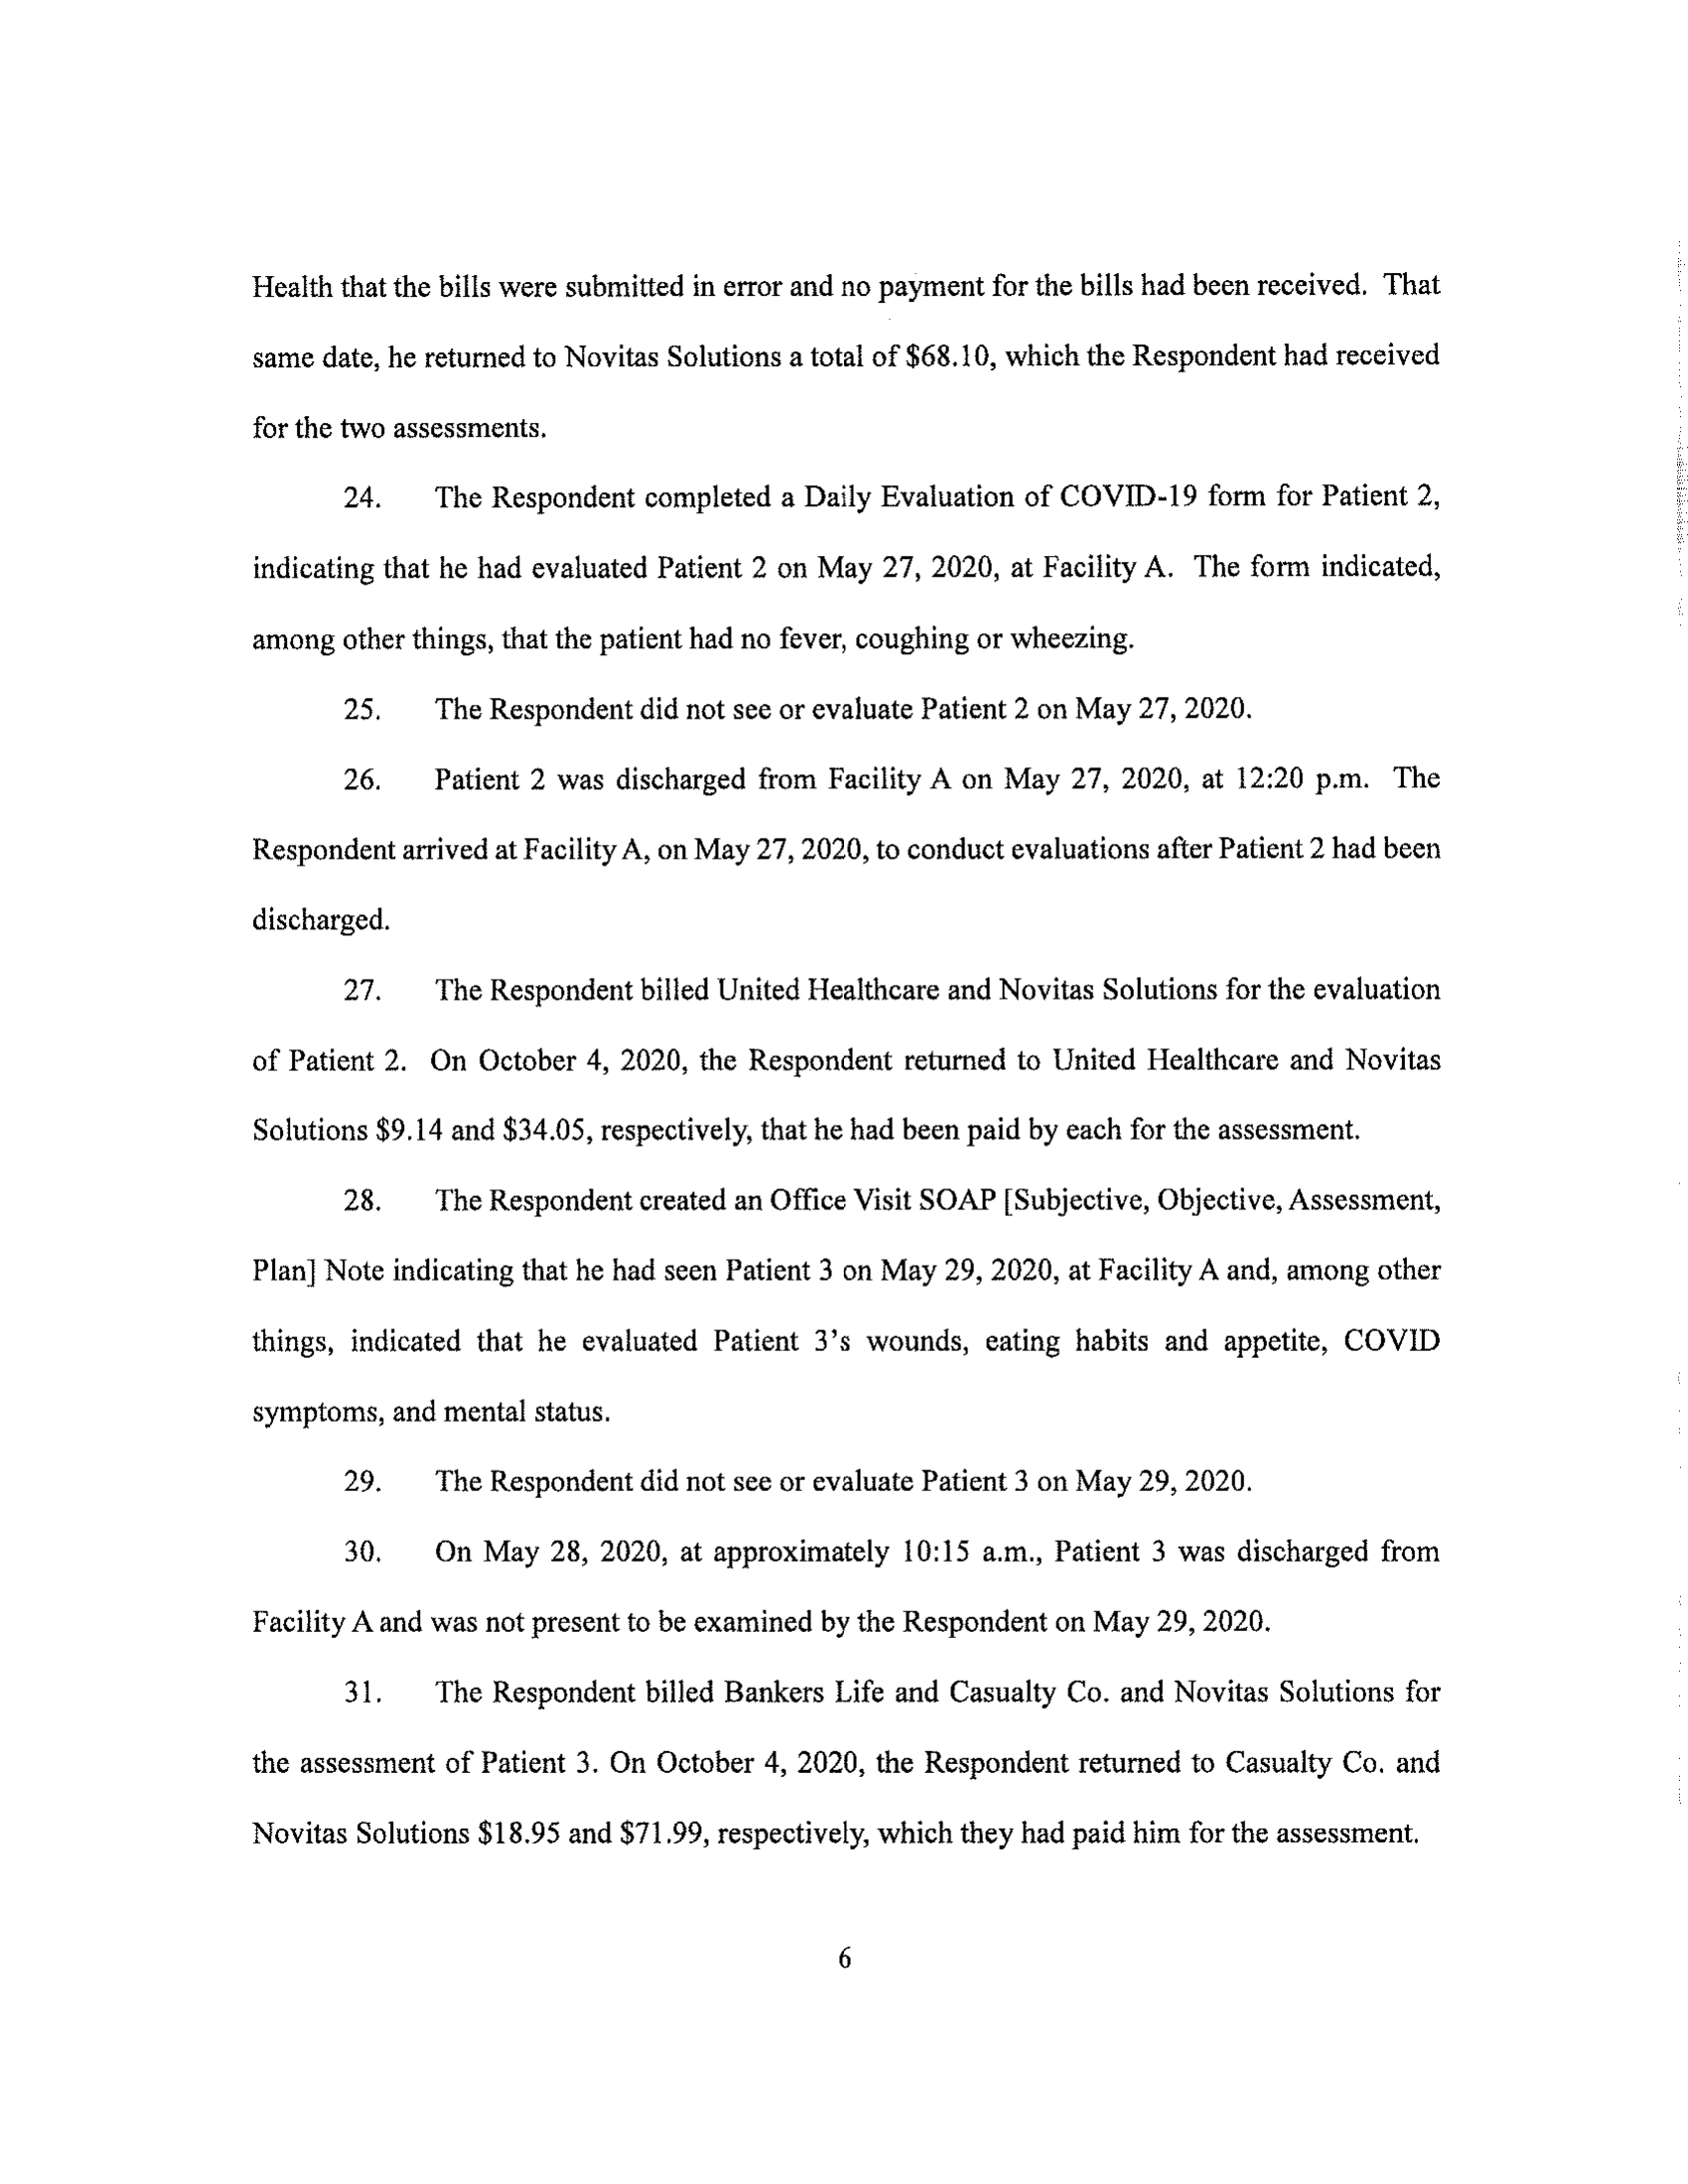 Health that the bills were submitted in error and no payment for the bills had been received. That
same date, he returned to Novitas Solutions a total of $68.10, which the Respondent had received
for the two assessments.
24. The Respondent completed a Daily Evaluation of COVID-19 form for Patient 2,
indicating that he had evaluated Patient 2 on May 27, 2020, at Facility A. The form indicated,
among other things, that the patient had no fever, coughing or wheezing.
25. The Respondent did not see or evaluate Patient 2 on May 27, 2020.
26. Patient 2 was discharged from Facility A on May 27, 2020, at 12:20 p.m. The
Respondent arrived at Facility A, on May 27, 2020, to conduct evaluations after Patient 2 had been
discharged.
27. The Respondent billed United Healthcare and Novitas Solutions for the evaluation
of Patient 2. On October 4, 2020, the Respondent returned to United Healthcare and Novitas
Solutions $9.14 and $34.05, respectively, that he had been paid by each for the assessment.
28. The Respondent created an Office Visit SOAP [Subjective, Objective, Assessment,
Plan] Note indicating that he had seen Patient 3 on May 29, 2020, at Facility A and, among other
things, indicated that he evaluated Patient 3's wounds, eating habits and appetite, COVID
symptoms, and mental status.
29. The Respondent did not see or evaluate Patient 3 on May 29, 2020.
30. On May 28, 2020, at approximately 10:15 a.m., Patient 3 was discharged from
Facility A and was not present to be examined by the Respondent on May 29, 2020.
31. The Respondent billed Bankers Life and Casualty Co. and Novitas Solutions for
the assessment of Patient 3. On October 4, 2020, the Respondent returned to Casualty Co. and
Novitas Solutions $18.95 and $71.99, respectively, which they had paid him for the assessment.
6